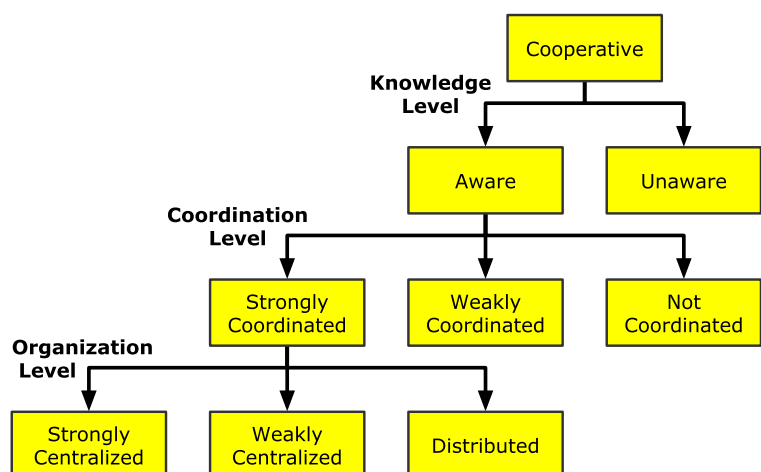 Cooperative
Knowledge
Level
Aware
Unaware
Coordination
Level
Strongly
Coordinated
Weakly
Coordinated
Not
Coordinated
Organization
Level
Strongly
Centralized
Weakly
Centralized
Distributed